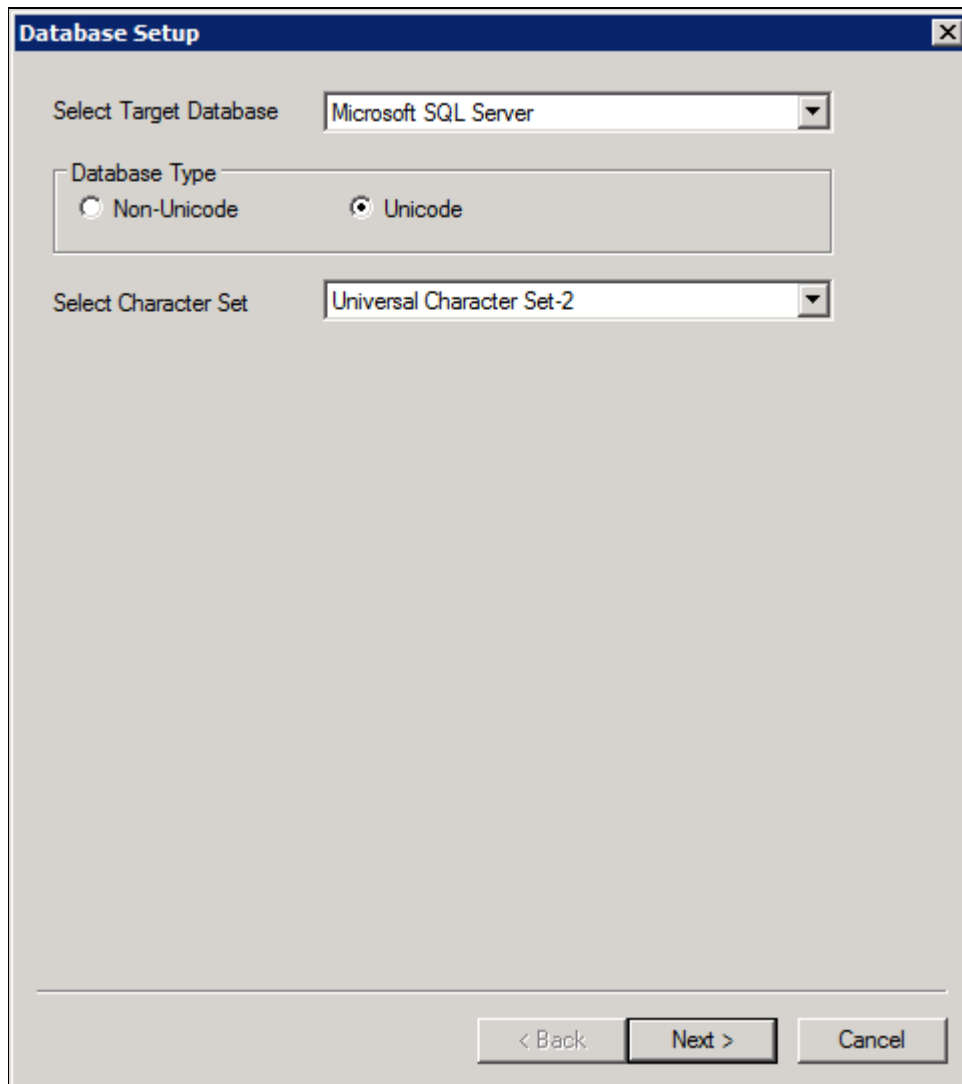 Database Setup
Select Target Database Microsoft SQL Server
Database Type
Non-Unicode Unicode
Select Character Set Universal Character Set-2
< Back Next > Cancel